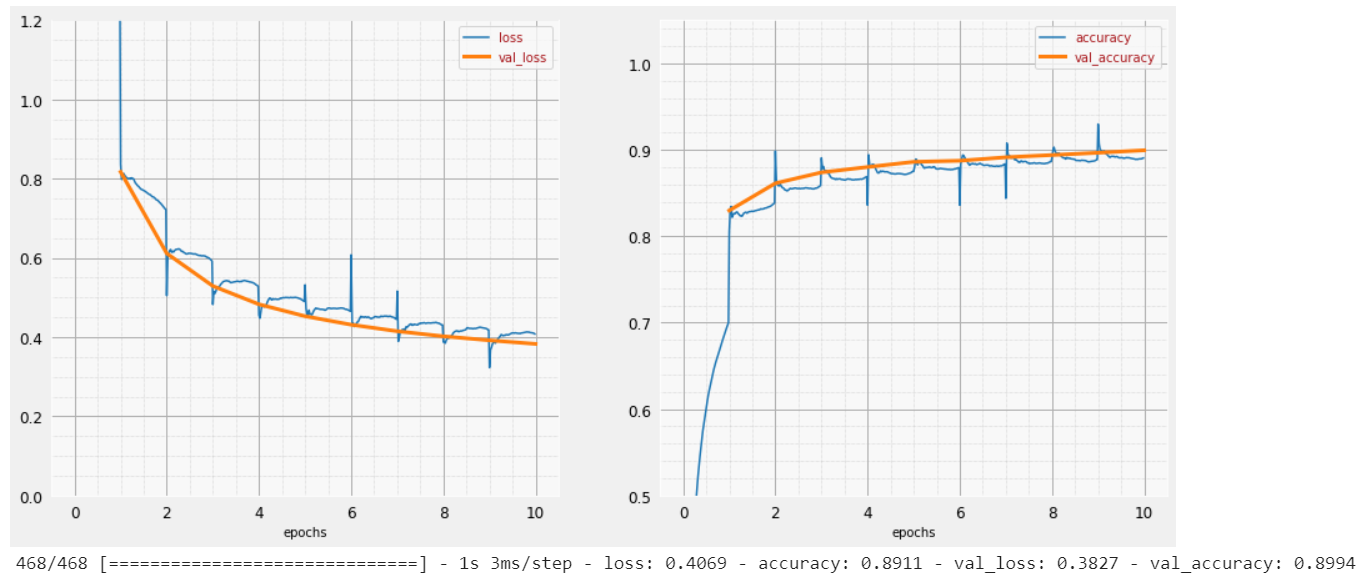 1.2
1.0
0.8
0.6
0.4
0.2
0.0
loss
val_loss
0 2 4 6 8 10
epochs
1.0
0.9
0.8
0.7
0.6
0.5
accuracy
val_accuracy
0 2 4 6 8 10
epochs
468/468 [==============================] - 1s 3ms/step - loss: 0.4069 - accuracy: 0.8911 - val_loss: 0.3827 - val_accuracy: 0.8994